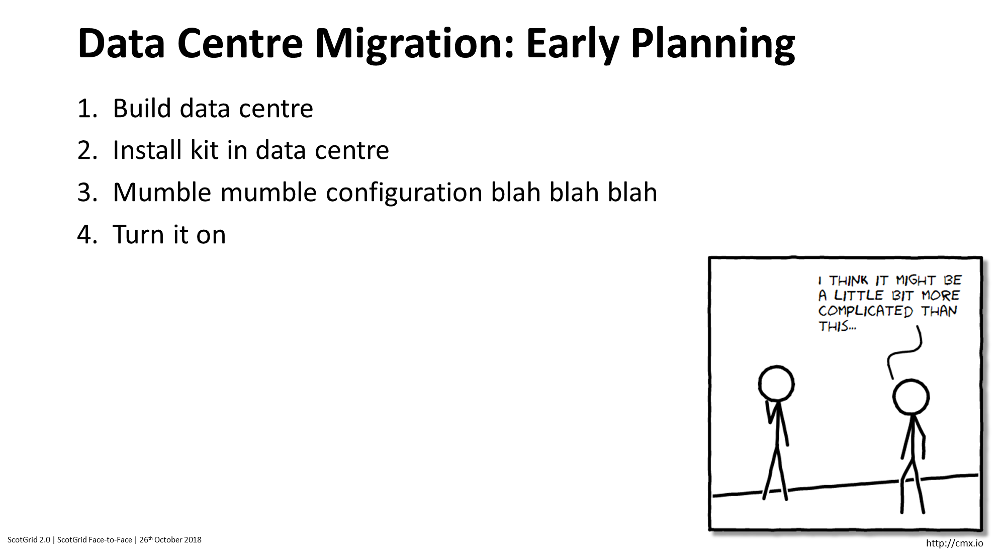 Data Centre Migration: Early Planning
1. Build data centre
2. Install kit in data centre
3. Mumble mumble configuration blah blah blah
4. Turn it on
I THINK IT MIGHT BE
A LITTLE BIT MORE
COMPLICATED THAN
THIS...
ScotGrid 2.0 | ScotGrid Face-to-Face | 26th October 2018
http://cmx.io